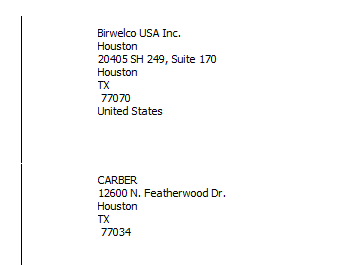 Birwelco USA Inc.
Houston
20405 SH 249, Suite 170
Houston
TX
77070
United States
CARBER
12600 N. Featherwood Dr.
Houston
TX
77034